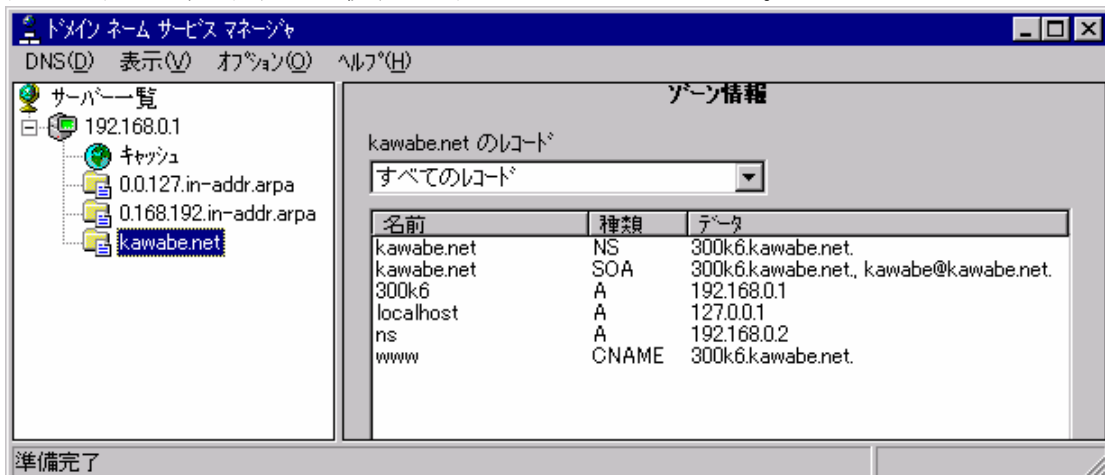 ドメイン ネーム サービス マネージャ
DNS(D) 表示(V) オプション(O) ヘルプ(H)
サーバー一覧
192.168.0.1
キャッシュ
0.0.127.in-addr.arpa
0.168.192.in-addr.arpa
kawabe.net
ゾーン情報
kawabe.net のレコード
すべてのレコード
名前 種類 データ
kawabe.net NS 300k6.kawabe.net.
kawabe.net SOA 300k6.kawabe.net., kawabe@kawabe.net.
300k6 A 192.168.0.1
localhost A 127.0.0.1
ns A 192.168.0.2
www CNAME 300k6.kawabe.net.
準備完了